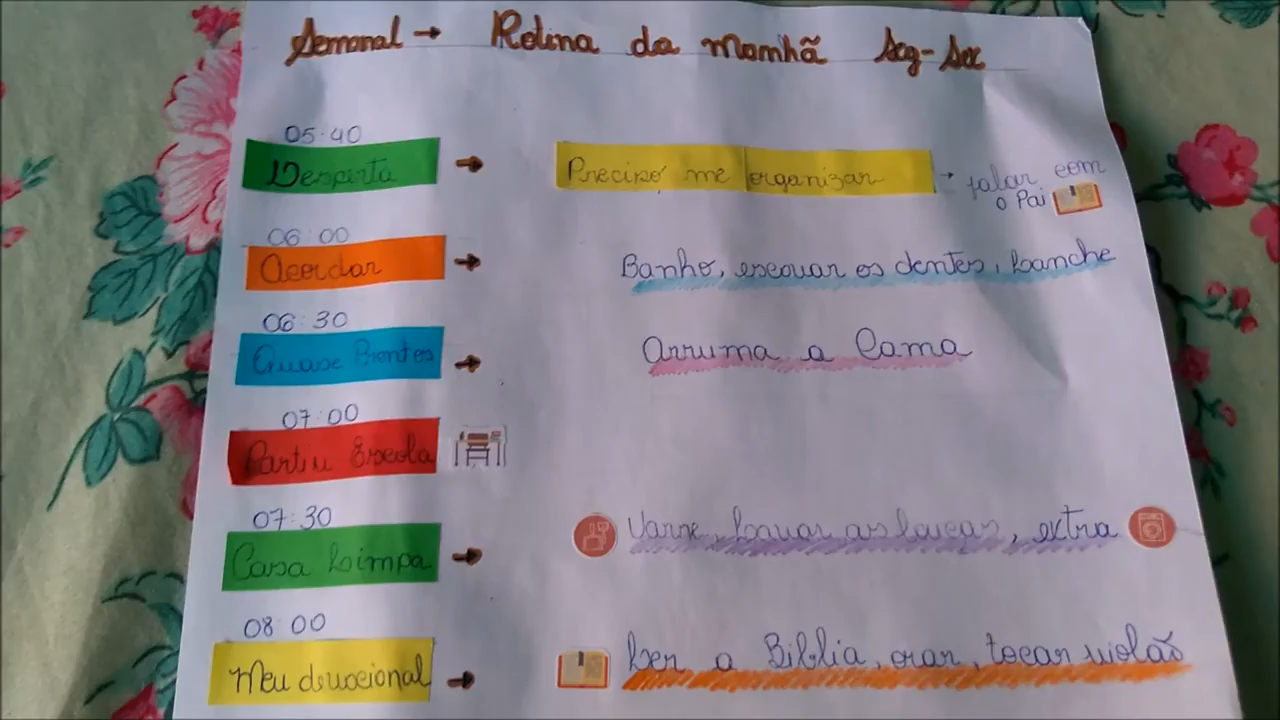 Semanal → Rotina da Manhã Seg-Sex
05:40
Desperta → Preciso me organizar → falar com
o Pai
06:00
Acordar → Banho, escovar os dentes, lanche
06:30
Quase Prontes → Arruma a Cama
07:00
Partiu Escola
07:30
Casa Limpa → Varre, lavar as louças, extra
08:00
Meu devocional → Ler a Biblia, orar, tocar violão